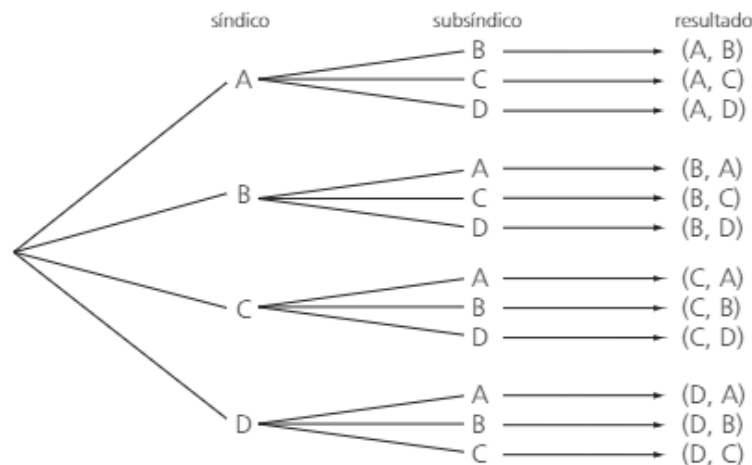 síndico subsíndico resultado
B (A, B)
A C (A, C)
D (A, D)
A (B, A)
B C (B, C)
D (B, D)
A (C, A)
C B (C, B)
D (C, D)
A (D, A)
D B (D, B)
C (D, C)